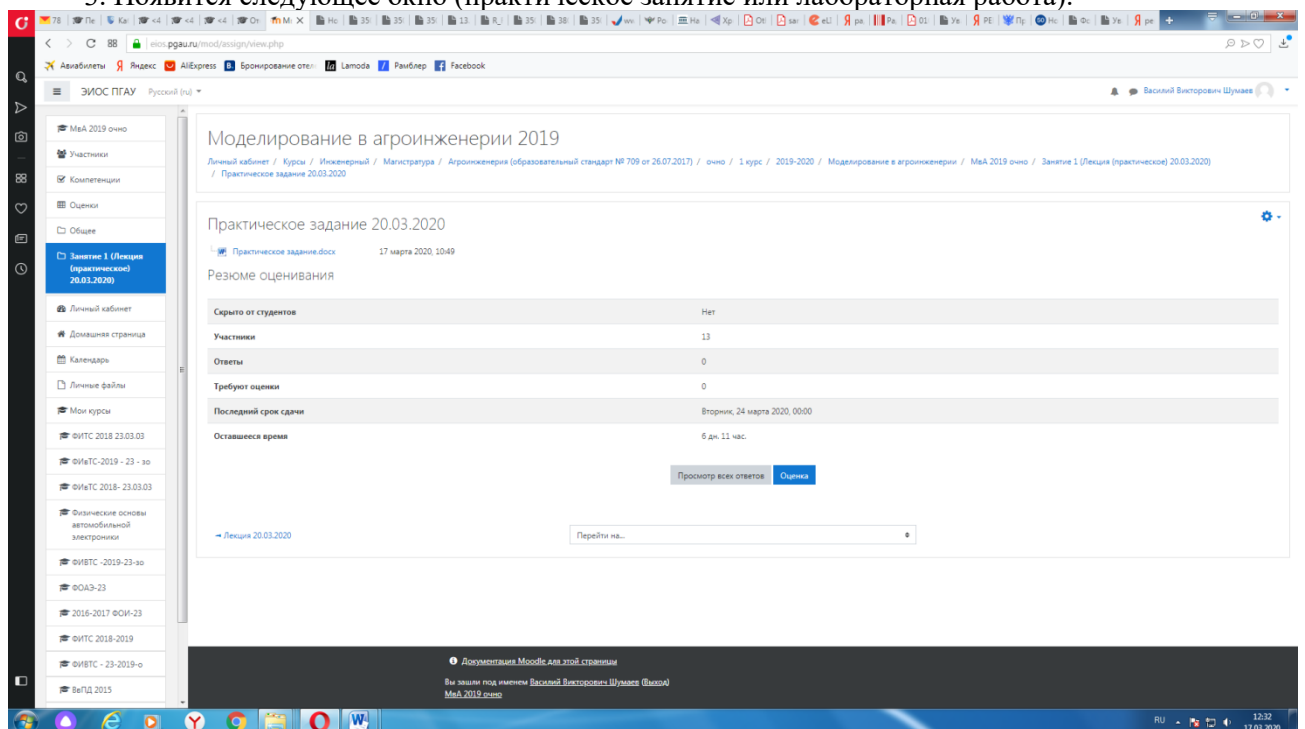 5. Появится следующее окно (практическое занятие или лабораторная работа).
eios.pgau.ru/mod/assign/view.php
Авиабилеты Яндекс AliExpress Бронирование отел Lamoda Рамблер Facebook
ЭИОС ПГАУ Русский (ru) Василий Викторович Шумаев
МвА 2019 очно
Участники
Компетенции
Оценки
Общее
Занятие 1 (Лекция
(практическое)
20.03.2020)
Личный кабинет
Домашняя страница
Календарь
Личные файлы
Мои курсы
ФИТС 2018 23.03.03
ФИвТС-2019 - 23 - зо
ФИвТС 2018- 23.03.03
Физические основы
автомобильной
электроники
ФИВТС -2019-23-зо
ФОАЭ-23
2016-2017 ФОИ-23
ФИТС 2018-2019
ФИВТС - 23-2019-о
ВвПД 2015
Моделирование в агроинженерии 2019
Личный кабинет / Курсы / Инженерный / Магистратура / Агроинженерия (образовательный стандарт № 709 от 26.07.2017) / очно / 1 курс / 2019-2020 / Моделирование в агроинженерии / МвА 2019 очно / Занятие 1 (Лекция (практическое) 20.03.2020)
/ Практическое задание 20.03.2020
Практическое задание 20.03.2020
Практическое задание.docx 17 марта 2020, 10:49
Резюме оценивания
Скрыто от студентов Нет
Участники 13
Ответы 0
Требуют оценки 0
Последний срок сдачи Вторник, 24 марта 2020, 00:00
Оставшееся время 6 дн. 11 час.
Просмотр всех ответов Оценка
→ Лекция 20.03.2020 Перейти на...
Документация Moodle для этой страницы
Вы зашли под именем Василий Викторович Шумаев (Выход)
МвА 2019 очно
RU 12:32
17.03.2020